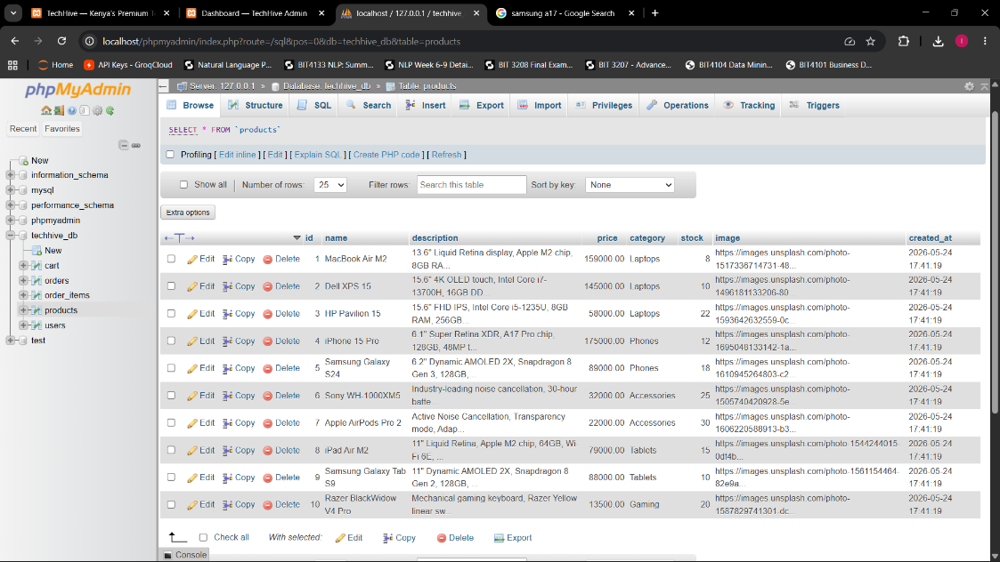 TechHive – Kenya's Premium T
Dashboard — TechHive Admin
localhost / 127.0.0.1 / techhive_
samsung a17 - Google Search
localhost/phpmyadmin/index.php?route=/sql&pos=0&db=techhive_db&table=products
Home
API Keys - GroqCloud
Natural Language P...
BIT4133 NLP: Summ...
NLP Week 6-9 Detai...
BIT 3208 Final Exam...
BIT 3207 - Advance...
BIT4104 Data Minin...
BIT4101 Business D...
phpMyAdmin
Recent Favorites
New
information_schema
mysql
performance_schema
phpmyadmin
techhive_db
New
cart
orders
order_items
products
users
test
Server: 127.0.0.1 » Database: techhive_db » Table: products
Browse Structure SQL Search Insert Export Import Privileges Operations Tracking Triggers
SELECT * FROM `products`
Profiling [ Edit inline ] [ Edit ] [ Explain SQL ] [ Create PHP code ] [ Refresh ]
Show all Number of rows: 25 Filter rows: Search this table Sort by key: None
Extra options
id name description price category stock image created_at
Edit Copy Delete 1 MacBook Air M2 13.6" Liquid Retina display, Apple M2 chip, 159000.00 Laptops 8 https://images.unsplash.com/photo- 2026-05-24
8GB RA... 1517336714731-48... 17:41:19
Edit Copy Delete 2 Dell XPS 15 15.6" 4K OLED touch, Intel Core i7- 145000.00 Laptops 10 https://images.unsplash.com/photo- 2026-05-24
13700H, 16GB DD... 1496181133206-80... 17:41:19
Edit Copy Delete 3 HP Pavilion 15 15.6" FHD IPS, Intel Core i5-1235U, 8GB 58000.00 Laptops 22 https://images.unsplash.com/photo- 2026-05-24
RAM, 256GB... 1593642632559-0c... 17:41:19
Edit Copy Delete 4 iPhone 15 Pro 6.1" Super Retina XDR, A17 Pro chip, 175000.00 Phones 12 https://images.unsplash.com/photo- 2026-05-24
128GB, 48MP t... 1695048133142-1a... 17:41:19
Edit Copy Delete 5 Samsung Galaxy 6.2" Dynamic AMOLED 2X, Snapdragon 8 89000.00 Phones 18 https://images.unsplash.com/photo- 2026-05-24
S24 Gen 3, 128GB,... 1610945264803-c2... 17:41:19
Edit Copy Delete 6 Sony WH-1000XM5 Industry-leading noise cancellation, 30-hour 32000.00 Accessories 25 https://images.unsplash.com/photo- 2026-05-24
batte... 1505740420928-5e... 17:41:19
Edit Copy Delete 7 Apple AirPods Pro 2 Active Noise Cancellation, Transparency 22000.00 Accessories 30 https://images.unsplash.com/photo- 2026-05-24
mode, Adap... 1606220588913-b3... 17:41:19
Edit Copy Delete 8 iPad Air M2 11" Liquid Retina, Apple M2 chip, 64GB, Wi- 79000.00 Tablets 15 https://images.unsplash.com/photo-1544244015- 2026-05-24
Fi 6E, ... 0df4b... 17:41:19
Edit Copy Delete 9 Samsung Galaxy Tab 11" Dynamic AMOLED 2X, Snapdragon 8 88000.00 Tablets 10 https://images.unsplash.com/photo-1561154464- 2026-05-24
S9 Gen 2, 128GB, ... 82e9a... 17:41:19
Edit Copy Delete 10 Razer BlackWidow Mechanical gaming keyboard, Razer Yellow 13500.00 Gaming 20 https://images.unsplash.com/photo- 2026-05-24
V4 Pro linear sw... 1587829741301-dc... 17:41:19
Check all With selected: Edit Copy Delete Export
Console